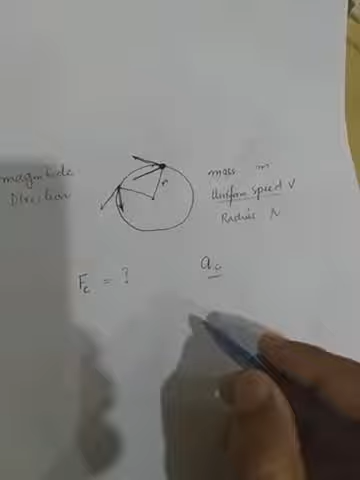 magnitude
Direction
r
mass m
Uniform Speed V
Radius r
Fc = ?
ac